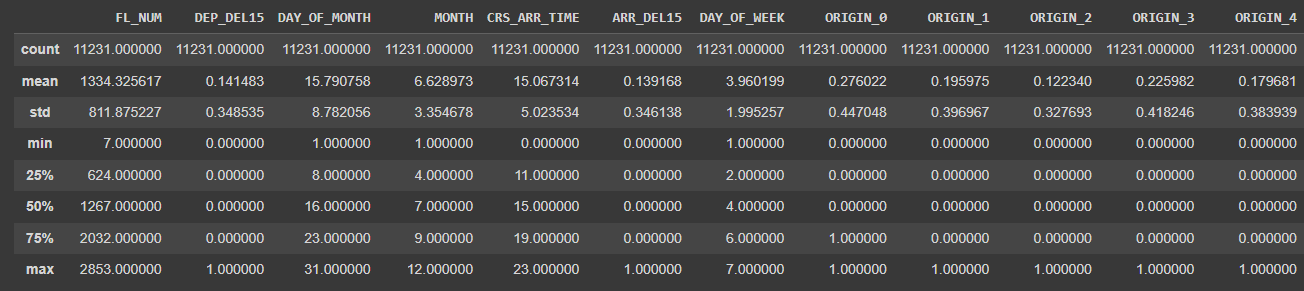 FL_NUM DEP_DEL15 DAY_OF_MONTH MONTH CRS_ARR_TIME ARR_DEL15 DAY_OF_WEEK ORIGIN_0 ORIGIN_1 ORIGIN_2 ORIGIN_3 ORIGIN_4
count 11231.000000 11231.000000 11231.000000 11231.000000 11231.000000 11231.000000 11231.000000 11231.000000 11231.000000 11231.000000 11231.000000 11231.000000
mean 1334.325617 0.141483 15.790758 6.628973 15.067314 0.139168 3.960199 0.276022 0.195975 0.122340 0.225982 0.179681
std 811.875227 0.348535 8.782056 3.354678 5.023534 0.346138 1.995257 0.447048 0.396967 0.327693 0.418246 0.383939
min 7.000000 0.000000 1.000000 1.000000 0.000000 0.000000 1.000000 0.000000 0.000000 0.000000 0.000000 0.000000
25% 624.000000 0.000000 8.000000 4.000000 11.000000 0.000000 2.000000 0.000000 0.000000 0.000000 0.000000 0.000000
50% 1267.000000 0.000000 16.000000 7.000000 15.000000 0.000000 4.000000 0.000000 0.000000 0.000000 0.000000 0.000000
75% 2032.000000 0.000000 23.000000 9.000000 19.000000 0.000000 6.000000 1.000000 0.000000 0.000000 0.000000 0.000000
max 2853.000000 1.000000 31.000000 12.000000 23.000000 1.000000 7.000000 1.000000 1.000000 1.000000 1.000000 1.000000